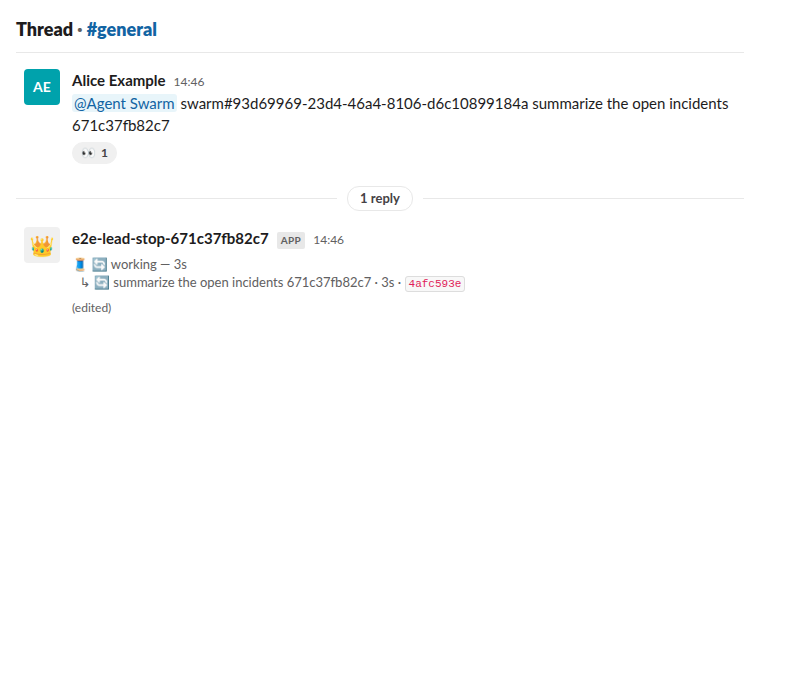 Thread • #general
AE
Alice Example 14:46
@Agent Swarm swarm#93d69969-23d4-46a4-8106-d6c10899184a summarize the open incidents
671c37fb82c7
👀 1
1 reply
e2e-lead-stop-671c37fb82c7 APP 14:46
🧵 🔄 working — 3s
↳ 🔄 summarize the open incidents 671c37fb82c7 · 3s · 4afc593e
(edited)